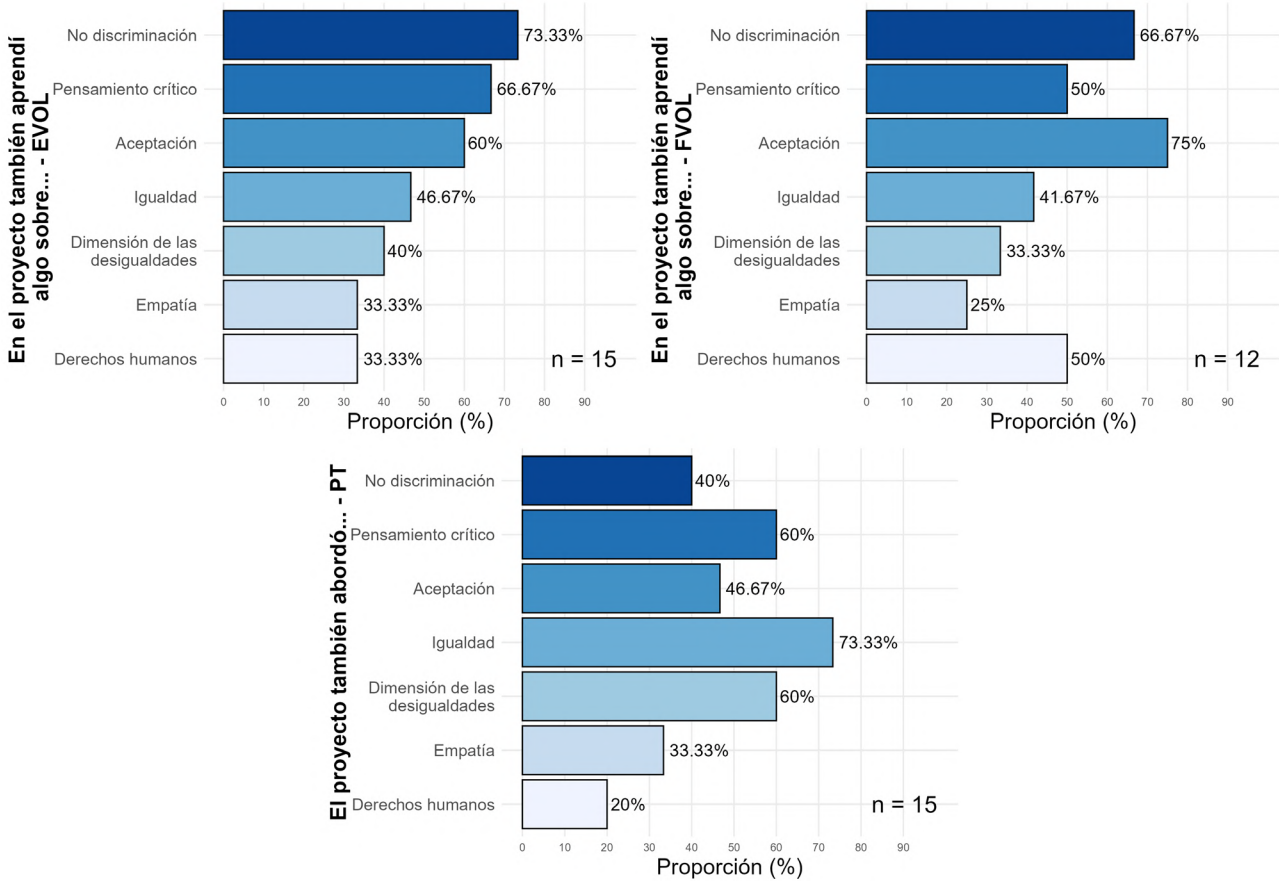 En el proyecto también aprendí
algo sobre... - EVOL
No discriminación
73.33%
Pensamiento crítico
66.67%
Aceptación
60%
Igualdad
46.67%
Dimensión de las
desigualdades
40%
Empatía
33.33%
Derechos humanos
33.33%
n = 15
0 10 20 30 40 50 60 70 80 90
Proporción (%)
En el proyecto también aprendí
algo sobre... - FVOL
No discriminación
66.67%
Pensamiento crítico
50%
Aceptación
75%
Igualdad
41.67%
Dimensión de las
desigualdades
33.33%
Empatía
25%
Derechos humanos
50%
n = 12
0 10 20 30 40 50 60 70 80 90
Proporción (%)
El proyecto también abordó... - PT
No discriminación
40%
Pensamiento crítico
60%
Aceptación
46.67%
Igualdad
73.33%
Dimensión de las
desigualdades
60%
Empatía
33.33%
Derechos humanos
20%
n = 15
0 10 20 30 40 50 60 70 80 90
Proporción (%)